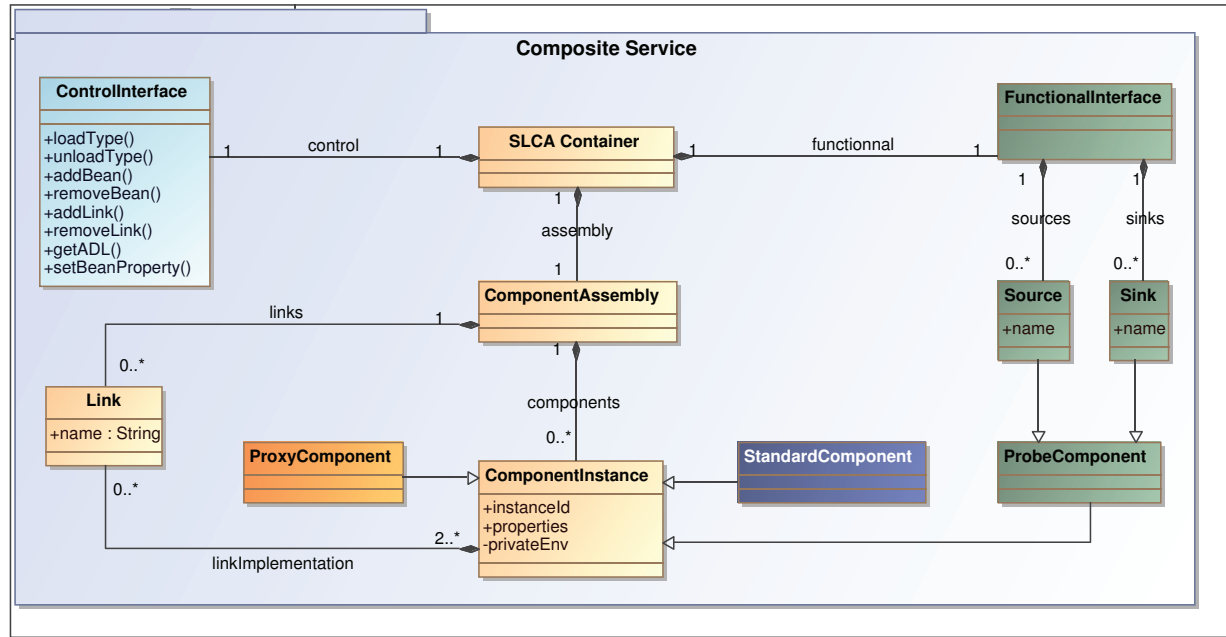 Composite Service
ControlInterface
+loadType()
+unloadType()
+addBean()
+removeBean()
+addLink()
+removeLink()
+getADL()
+setBeanProperty()
1
control
1
SLCA Container
1
functionnal
1
FunctionalInterface
1
assembly
1
1
sources
0..*
1
sinks
0..*
Source
+name
Sink
+name
ComponentAssembly
1
links
0..*
Link
+name : String
0..*
linkImplementation
2..*
1
components
0..*
ProxyComponent
ComponentInstance
+instanceId
+properties
-privateEnv
StandardComponent
ProbeComponent